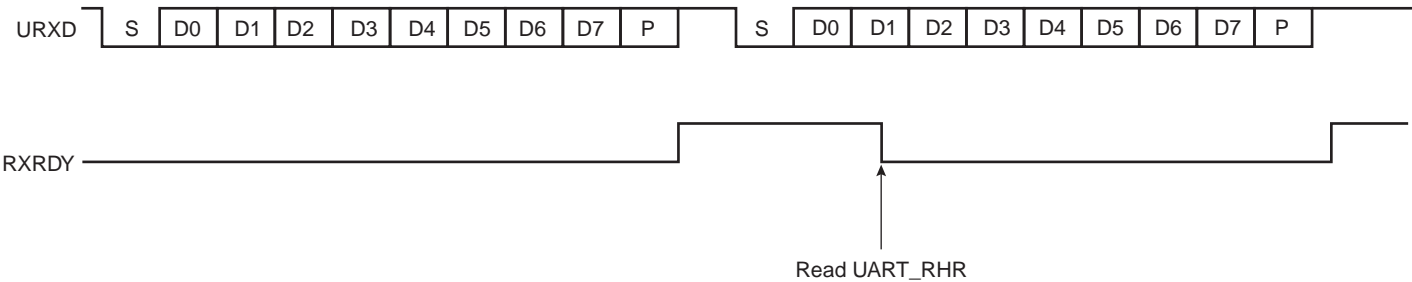 URXD S D0 D1 D2 D3 D4 D5 D6 D7 P S D0 D1 D2 D3 D4 D5 D6 D7 P
RXRDY
Read UART_RHR